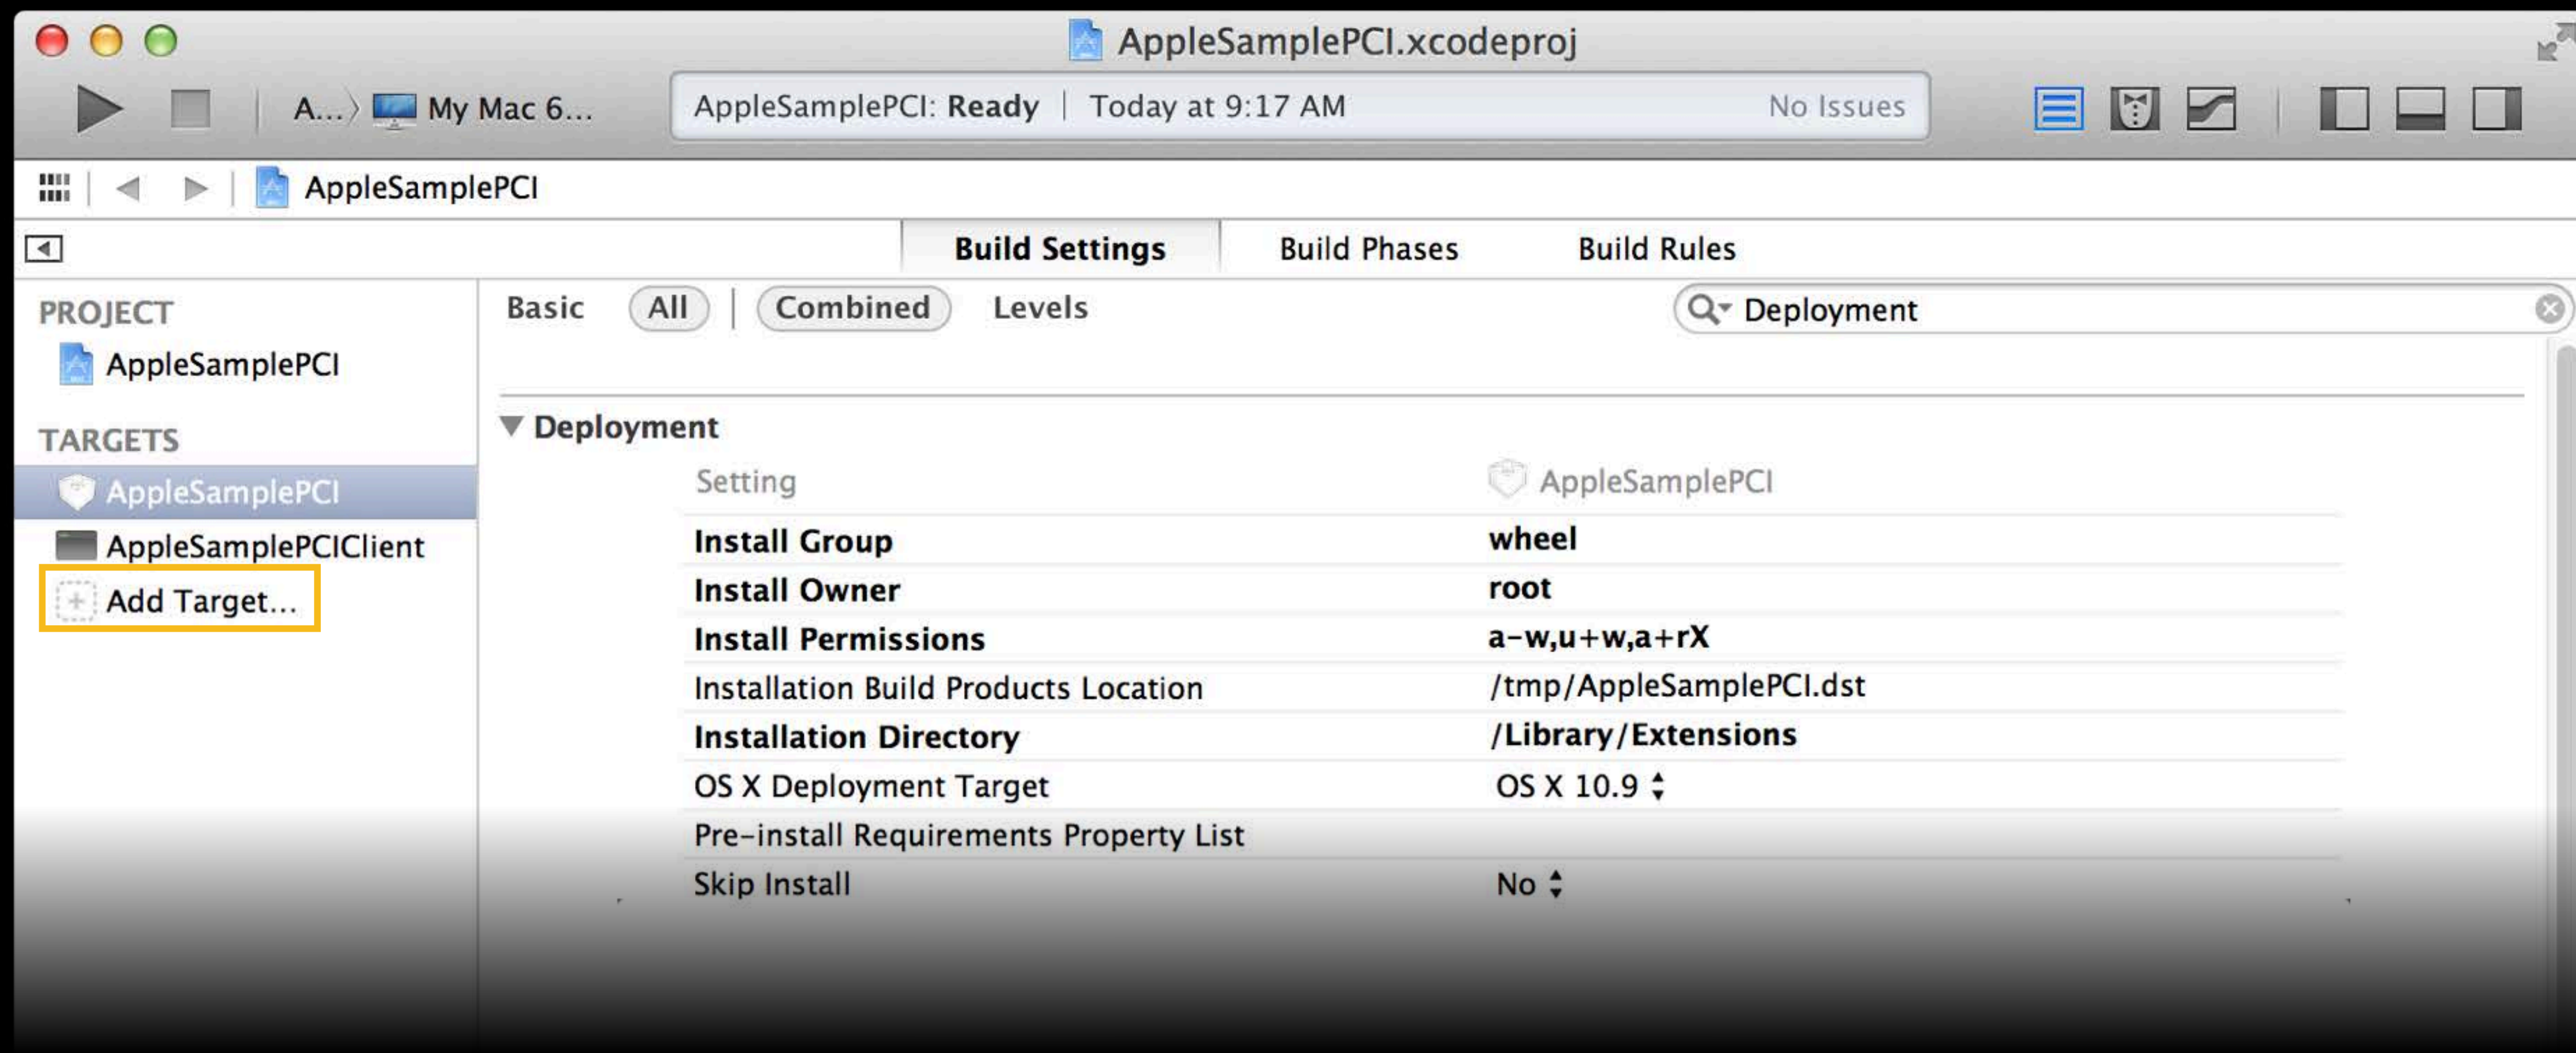 AppleSamplePCI.xcodeproj
A... My Mac 6... AppleSamplePCI: Ready | Today at 9:17 AM No Issues
AppleSamplePCI
Build Settings Build Phases Build Rules
PROJECT
AppleSamplePCI
TARGETS
AppleSamplePCI
AppleSamplePCIClient
Add Target...
Basic All Combined Levels Deployment
Deployment
Setting AppleSamplePCI
Install Group wheel
Install Owner root
Install Permissions a-w,u+w,a+rX
Installation Build Products Location /tmp/AppleSamplePCI.dst
Installation Directory /Library/Extensions
OS X Deployment Target OS X 10.9
Pre-install Requirements Property List
Skip Install No